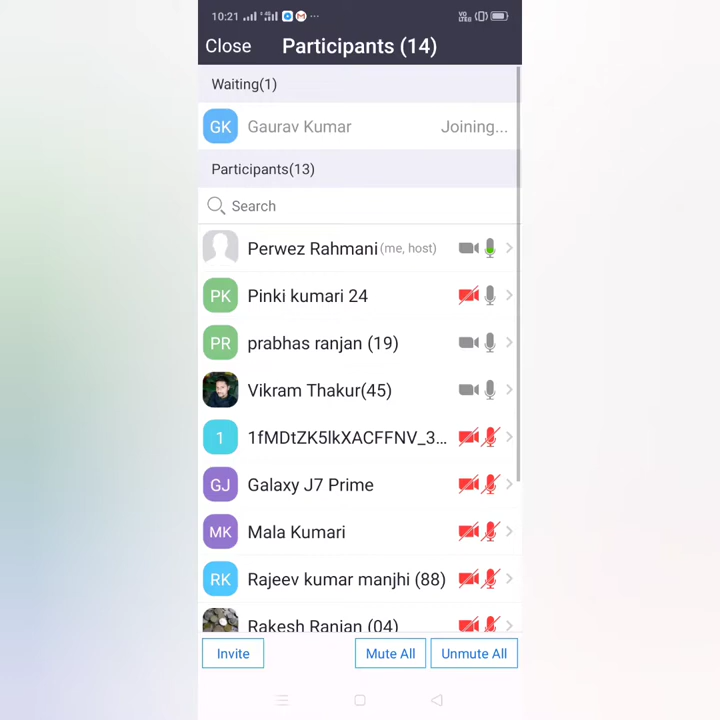 10:21
Close Participants (14)
Waiting(1)
GK Gaurav Kumar Joining...
Participants(13)
Search
Perwez Rahmani (me, host)
PK Pinki kumari 24
PR prabhas ranjan (19)
Vikram Thakur(45)
1 1fMDtZK5lkXACFFNV_3...
GJ Galaxy J7 Prime
MK Mala Kumari
RK Rajeev kumar manjhi (88)
Rakesh Ranjan (04)
Invite Mute All Unmute All